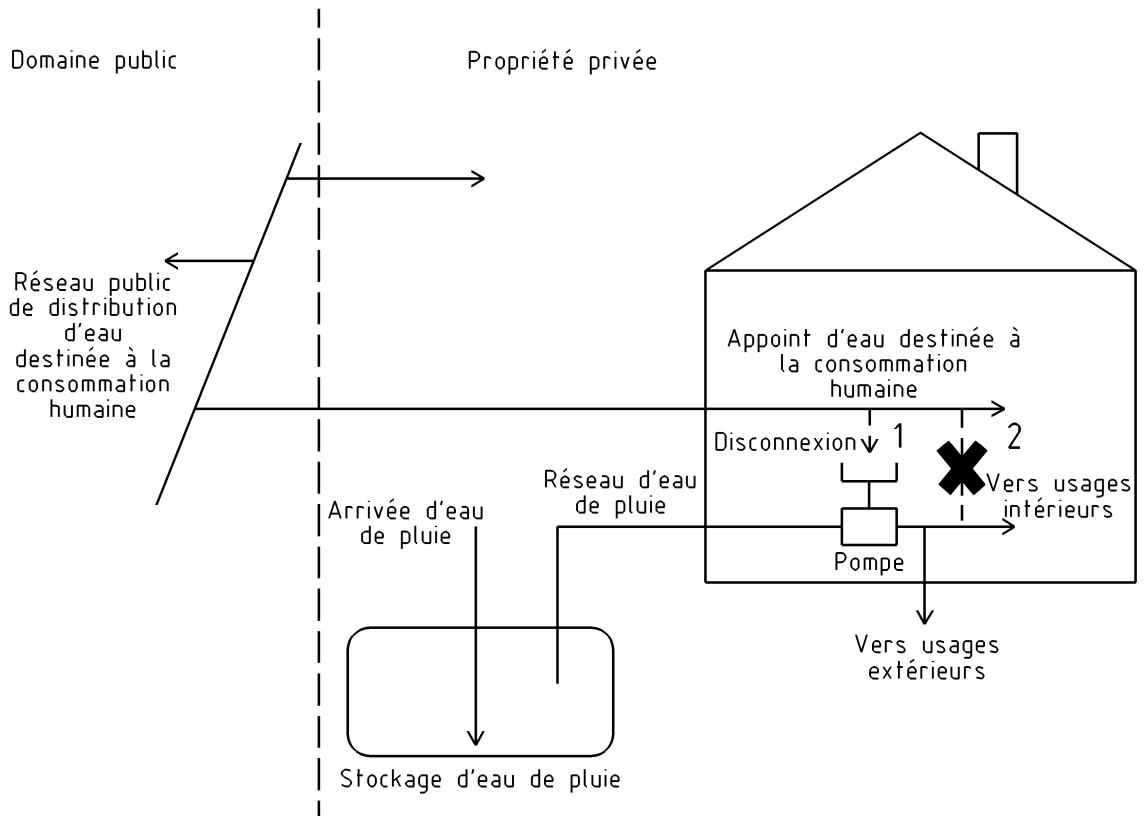 Domaine public
Propriété privée
Réseau public
de distribution
d'eau
destinée à la
consommation
humaine
Appoint d'eau destinée à
la consommation
humaine
Disconnexion
1
2
Vers usages
intérieurs
Réseau d'eau
de pluie
Arrivée d'eau
de pluie
Pompe
Vers usages
extérieurs
Stockage d'eau de pluie